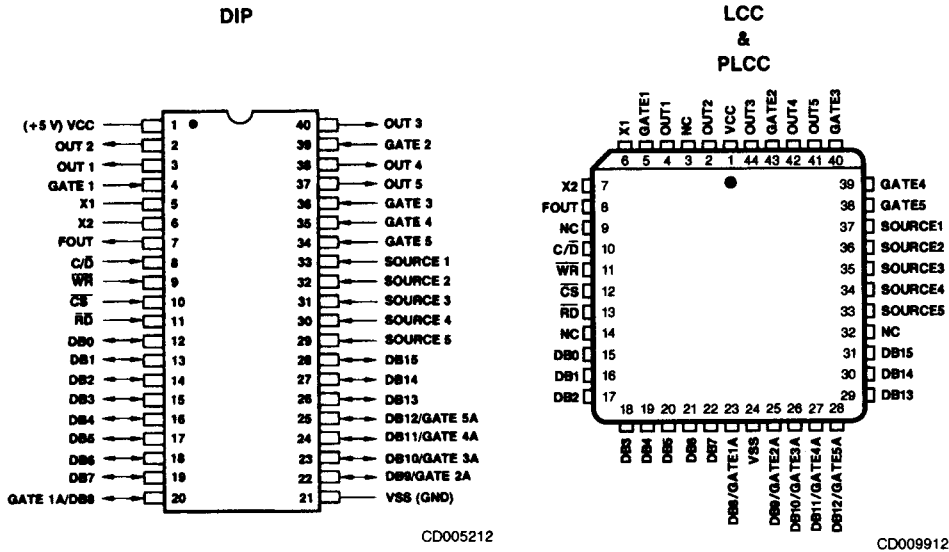 DIP
(+5 V) VCC 1 40 OUT 3
OUT 2 2 39 GATE 2
OUT 1 3 38 OUT 4
GATE 1 4 37 OUT 5
X1 5 36 GATE 3
X2 6 35 GATE 4
FOUT 7 34 GATE 5
C/D̅ 8 33 SOURCE 1
W̅R̅ 9 32 SOURCE 2
C̅S̅ 10 31 SOURCE 3
R̅D̅ 11 30 SOURCE 4
DB0 12 29 SOURCE 5
DB1 13 28 DB15
DB2 14 27 DB14
DB3 15 26 DB13
DB4 16 25 DB12/GATE 5A
DB5 17 24 DB11/GATE 4A
DB6 18 23 DB10/GATE 3A
DB7 19 22 DB9/GATE 2A
GATE 1A/DB8 20 21 VSS (GND)
CD005212
LCC
&
PLCC
X1 GATE1 OUT1 NC OUT2 VCC OUT3 GATE2 OUT4 OUT5 GATE3
6 5 4 3 2 1 44 43 42 41 40
X2 7 39 GATE4
FOUT 8 38 GATE5
NC 9 37 SOURCE1
C/D̅ 10 36 SOURCE2
W̅R̅ 11 35 SOURCE3
C̅S̅ 12 34 SOURCE4
R̅D̅ 13 33 SOURCE5
NC 14 32 NC
DB0 15 31 DB15
DB1 16 30 DB14
DB2 17 29 DB13
18 19 20 21 22 23 24 25 26 27 28
DB3 DB4 DB5 DB6 DB7 DB8/GATE1A VSS DB9/GATE2A DB10/GATE3A DB11/GATE4A DB12/GATE5A
CD009912